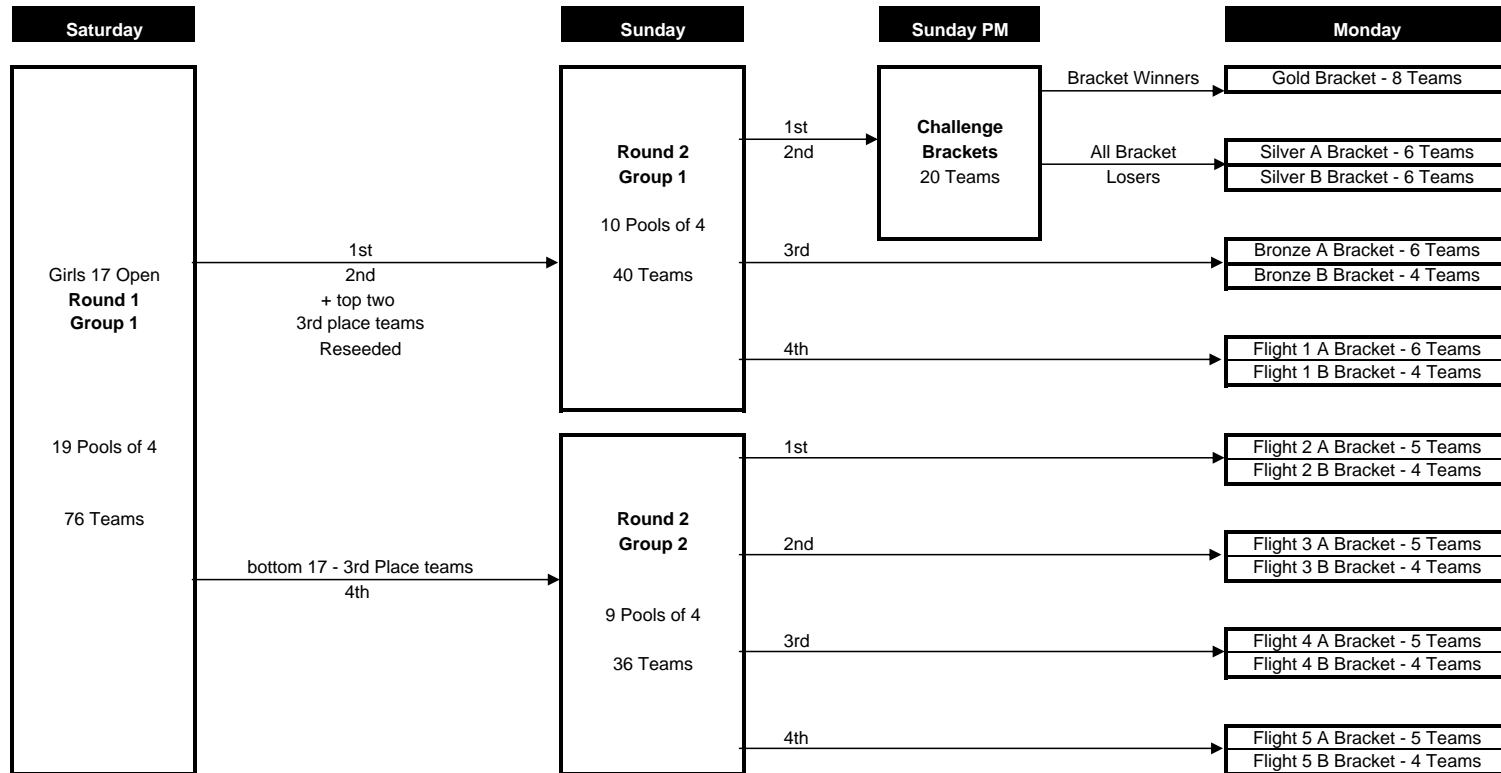 Saturday
Sunday
Sunday PM
Monday
Girls 17 Open
Round 1
Group 1
19 Pools of 4
76 Teams
1st
2nd
+ top two
3rd place teams
Reseeded
bottom 17 - 3rd Place teams
4th
Round 2
Group 1
10 Pools of 4
40 Teams
1st
2nd
3rd
4th
Challenge
Brackets
20 Teams
Bracket Winners
All Bracket
Losers
Gold Bracket - 8 Teams
Silver A Bracket - 6 Teams
Silver B Bracket - 6 Teams
Bronze A Bracket - 6 Teams
Bronze B Bracket - 4 Teams
Flight 1 A Bracket - 6 Teams
Flight 1 B Bracket - 4 Teams
Round 2
Group 2
9 Pools of 4
36 Teams
1st
2nd
3rd
4th
Flight 2 A Bracket - 5 Teams
Flight 2 B Bracket - 4 Teams
Flight 3 A Bracket - 5 Teams
Flight 3 B Bracket - 4 Teams
Flight 4 A Bracket - 5 Teams
Flight 4 B Bracket - 4 Teams
Flight 5 A Bracket - 5 Teams
Flight 5 B Bracket - 4 Teams